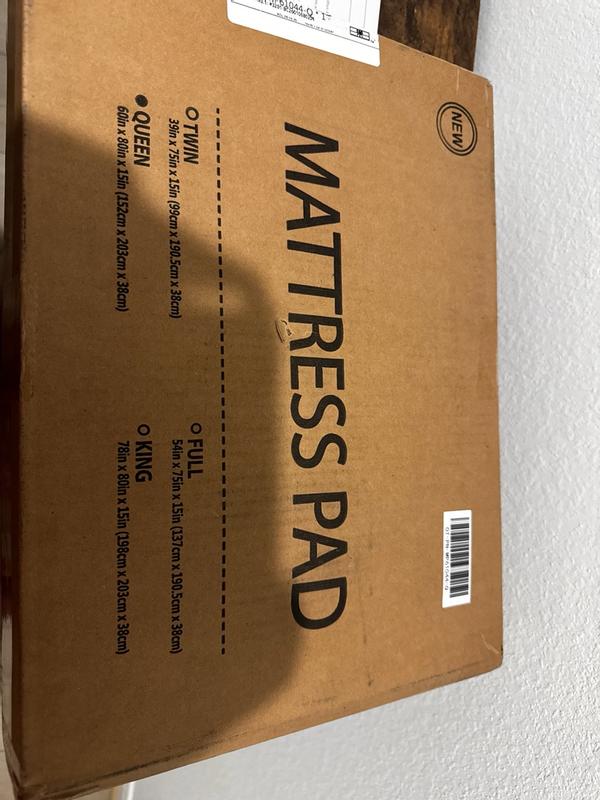 NEW
MATTRESS PAD
TWIN
39in x 75in x 15in (99cm x 190.5cm x 38cm)
QUEEN
60in x 80in x 15in (152cm x 203cm x 38cm)
FULL
54in x 75in x 15in (137cm x 190.5cm x 38cm)
KING
78in x 80in x 15in (198cm x 203cm x 38cm)